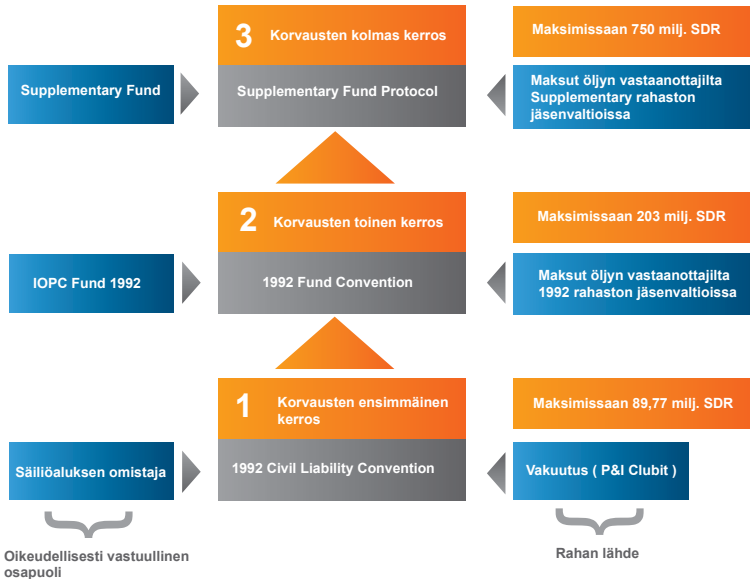 3 Korvausten kolmas kerros
Maksimissaan 750 milj. SDR
Supplementary Fund
Supplementary Fund Protocol
Maksut öljyn vastaanottajilta
Supplementary rahaston
jäsenvaltioissa
2 Korvausten toinen kerros
Maksimissaan 203 milj. SDR
IOPC Fund 1992
1992 Fund Convention
Maksut öljyn vastaanottajilta
1992 rahaston jäsenvaltioissa
1 Korvausten ensimmäinen
kerros
Maksimissaan 89,77 milj. SDR
Säiliöaluksen omistaja
1992 Civil Liability Convention
Vakuutus ( P&I Clubit )
Oikeudellisesti vastuullinen
osapuoli
Rahan lähde